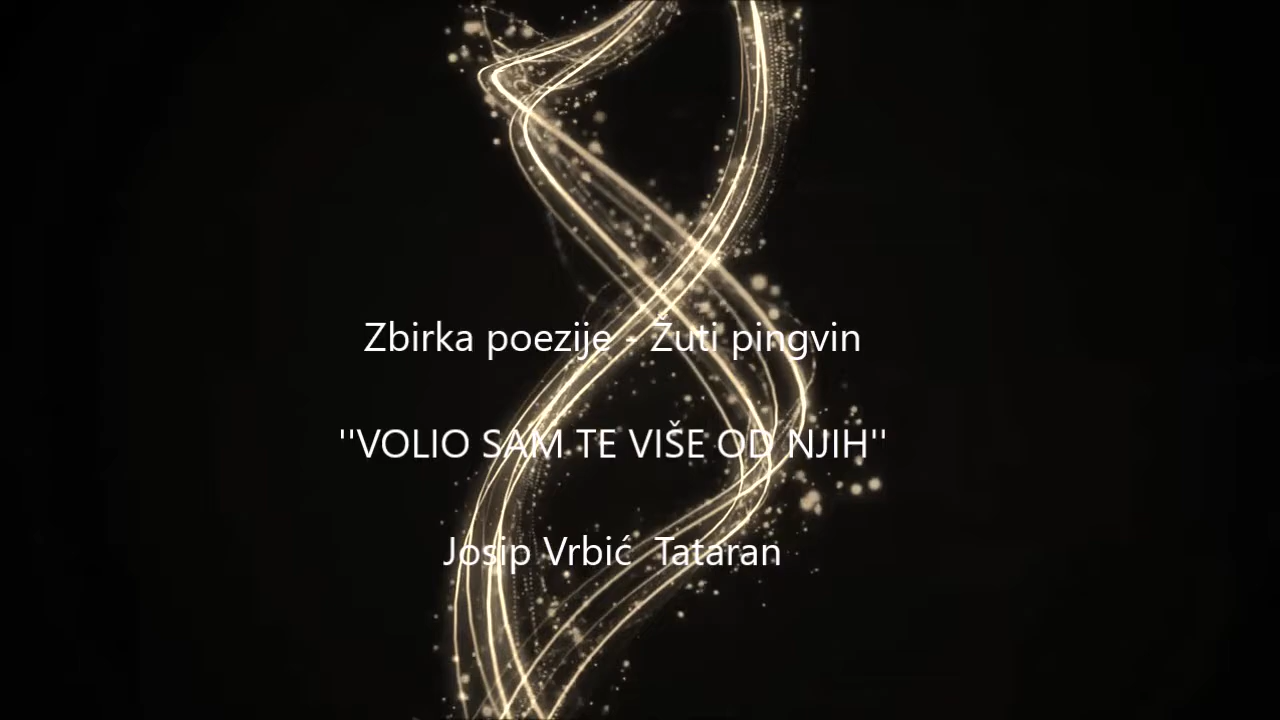 Zbirka poezije - Žuti pingvin
''VOLIO SAM TE VIŠE OD NJIH''
Josip Vrbić Tataran